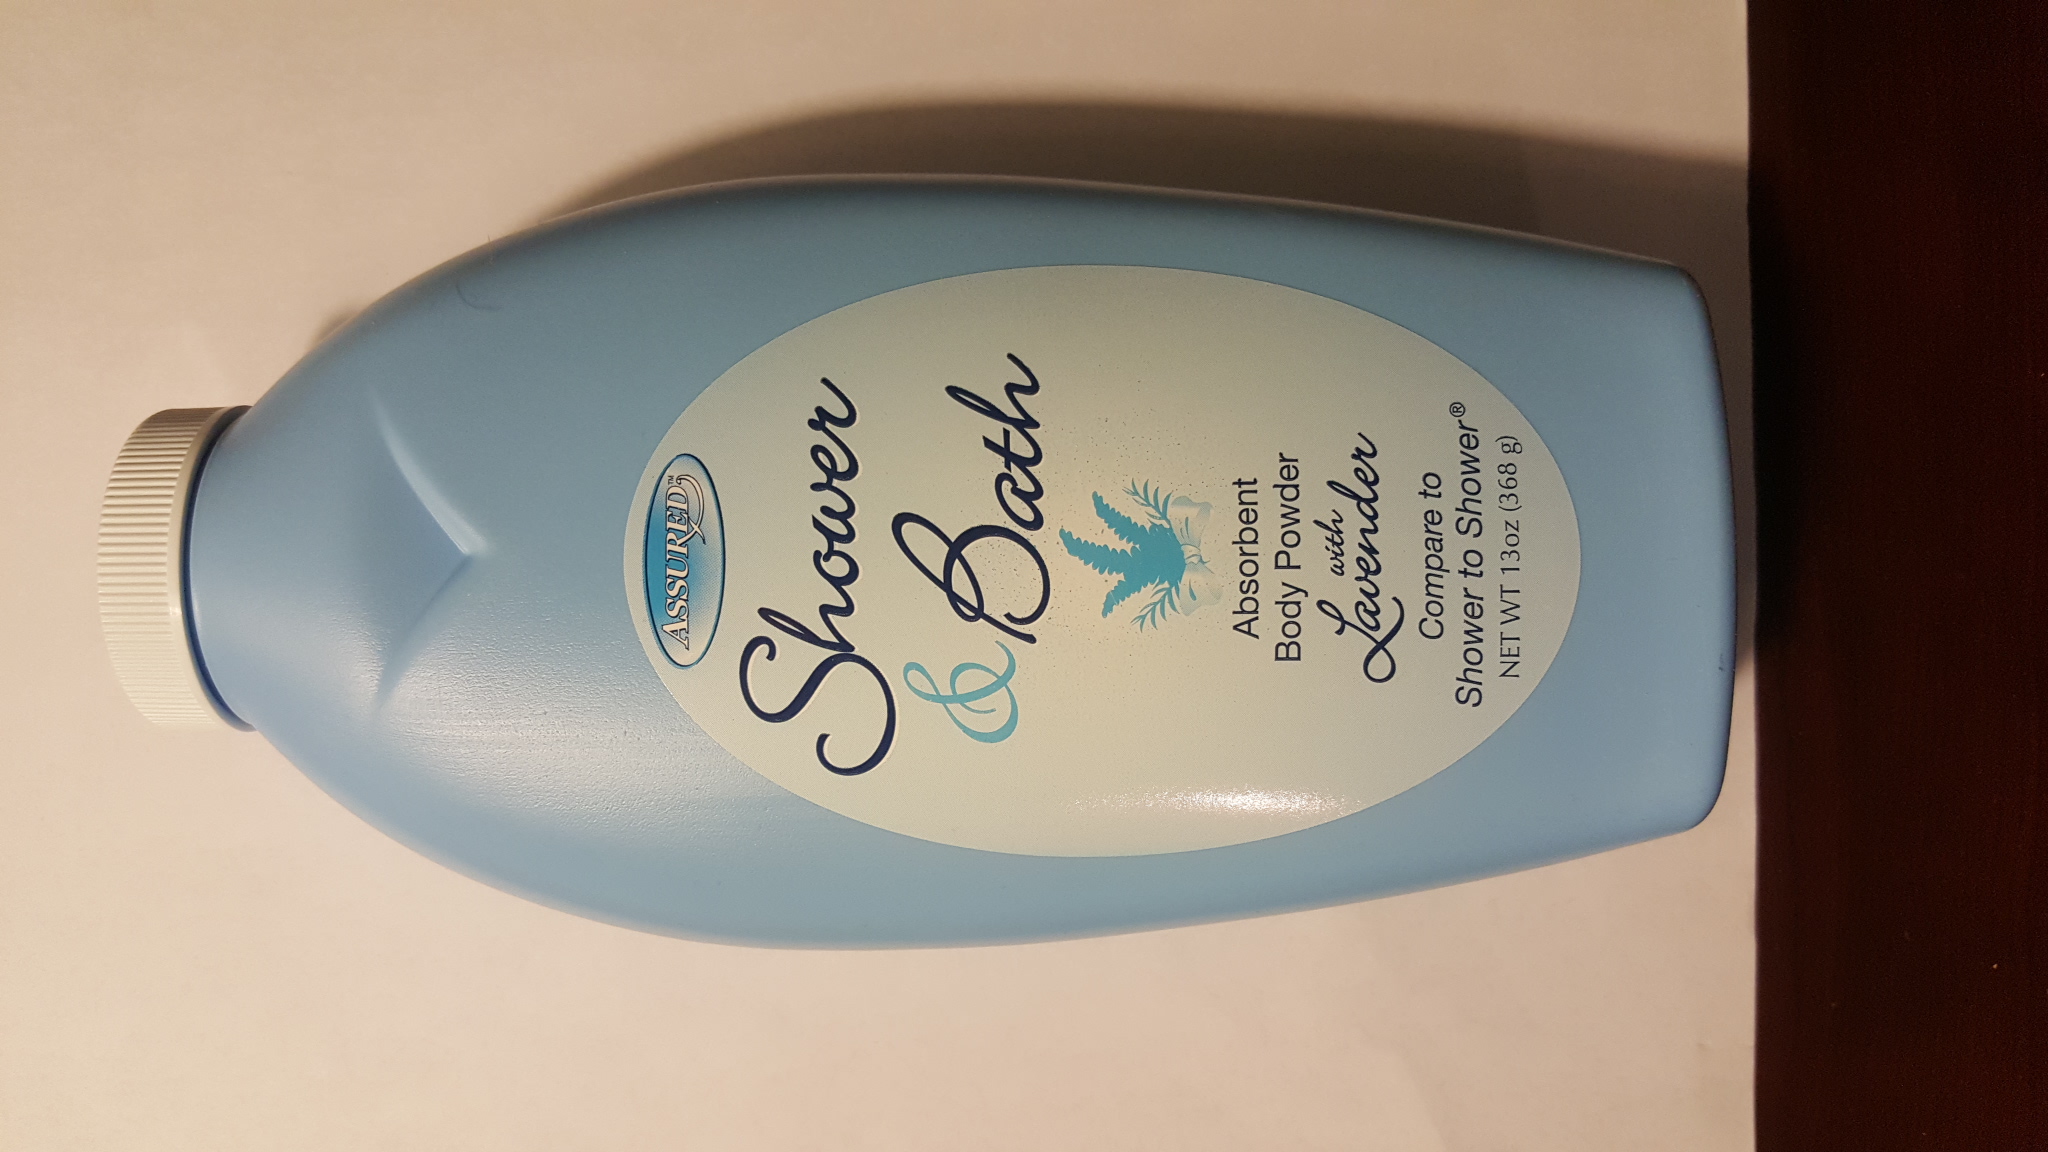 ASSURED™
Shower
& Bath
Absorbent
Body Powder
with
Lavender
Compare to
Shower to Shower®
NET WT 13oz (368 g)